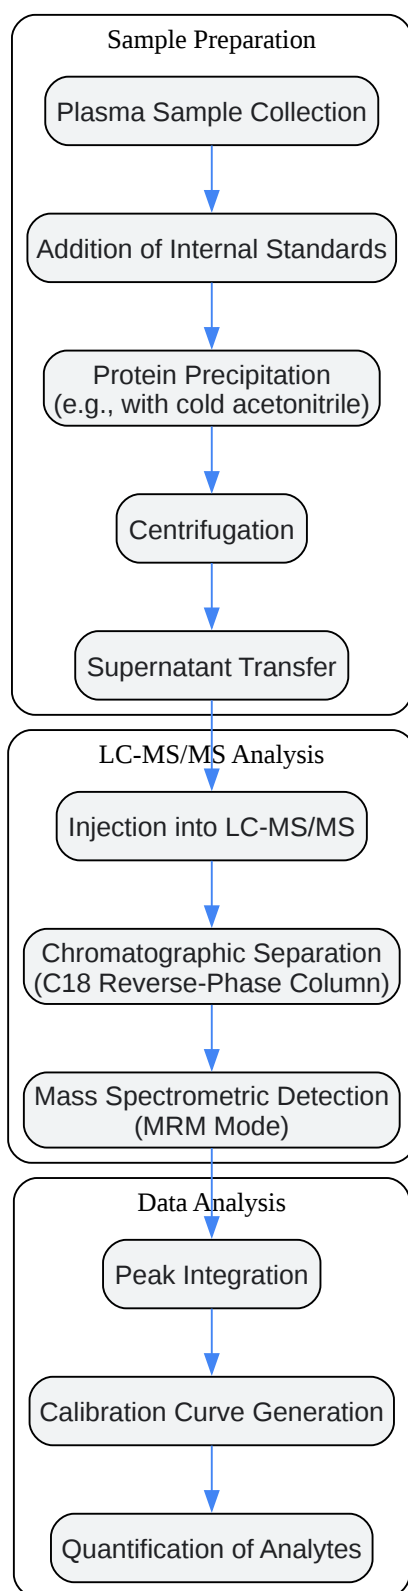 Sample Preparation
Plasma Sample Collection
Addition of Internal Standards
Protein Precipitation
(e.g., with cold acetonitrile)
Centrifugation
Supernatant Transfer
LC-MS/MS Analysis
Injection into LC-MS/MS
Chromatographic Separation
(C18 Reverse-Phase Column)
Mass Spectrometric Detection
(MRM Mode)
Data Analysis
Peak Integration
Calibration Curve Generation
Quantification of Analytes